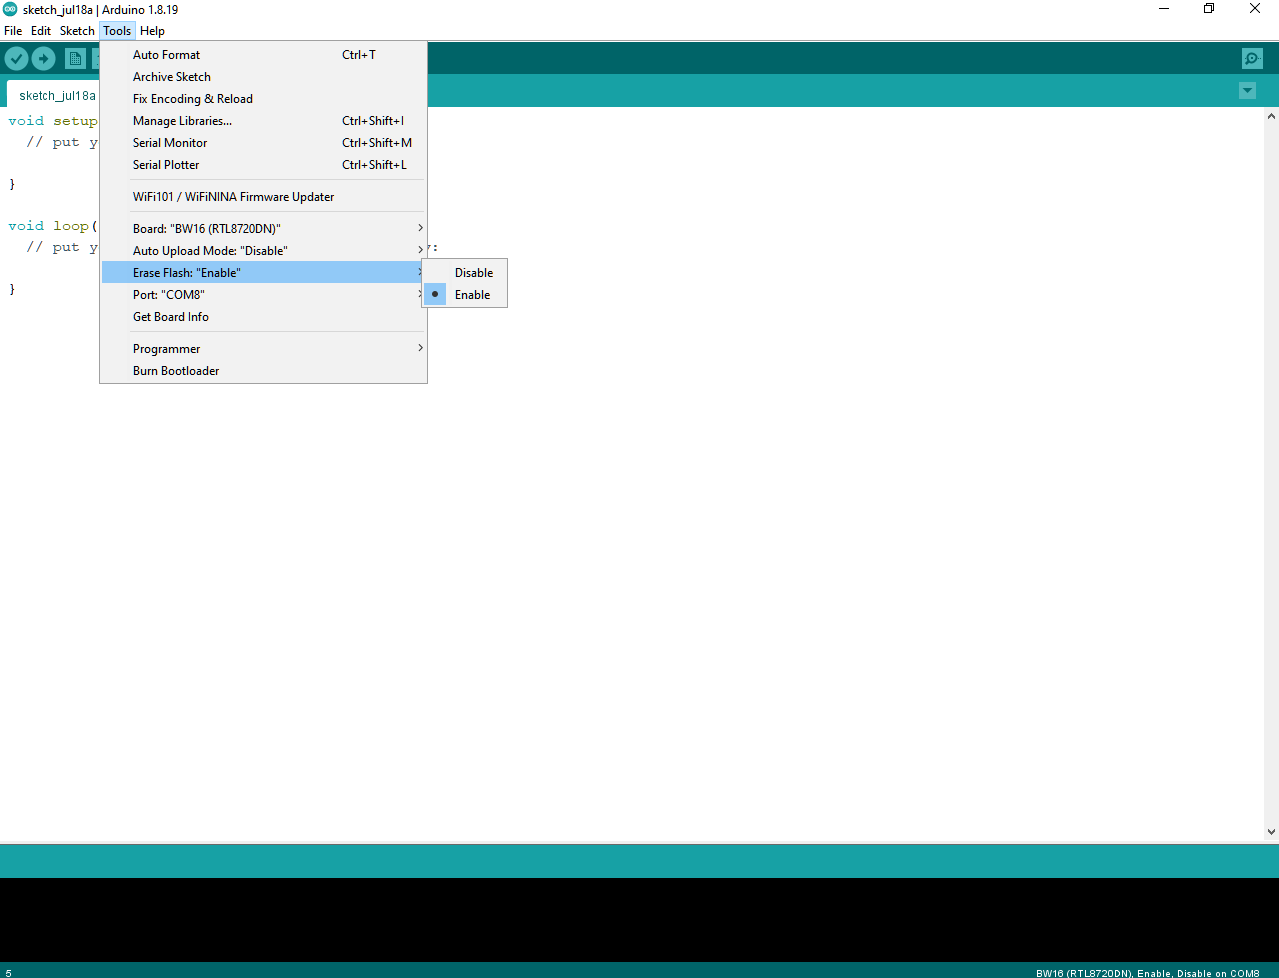 sketch_jul18a | Arduino 1.8.19
File Edit Sketch Tools Help
Auto Format Ctrl+T
Archive Sketch
Fix Encoding & Reload
Manage Libraries... Ctrl+Shift+I
Serial Monitor Ctrl+Shift+M
Serial Plotter Ctrl+Shift+L
WiFi101 / WiFiNINA Firmware Updater
Board: "BW16 (RTL8720DN)"
Auto Upload Mode: "Disable"
Erase Flash: "Enable"
Port: "COM8"
Get Board Info
Programmer
Burn Bootloader
Disable
Enable
sketch_jul18a
void setup
// put y
}
void loop(
// put y y:
}
5
BW16 (RTL8720DN), Enable, Disable on COM8